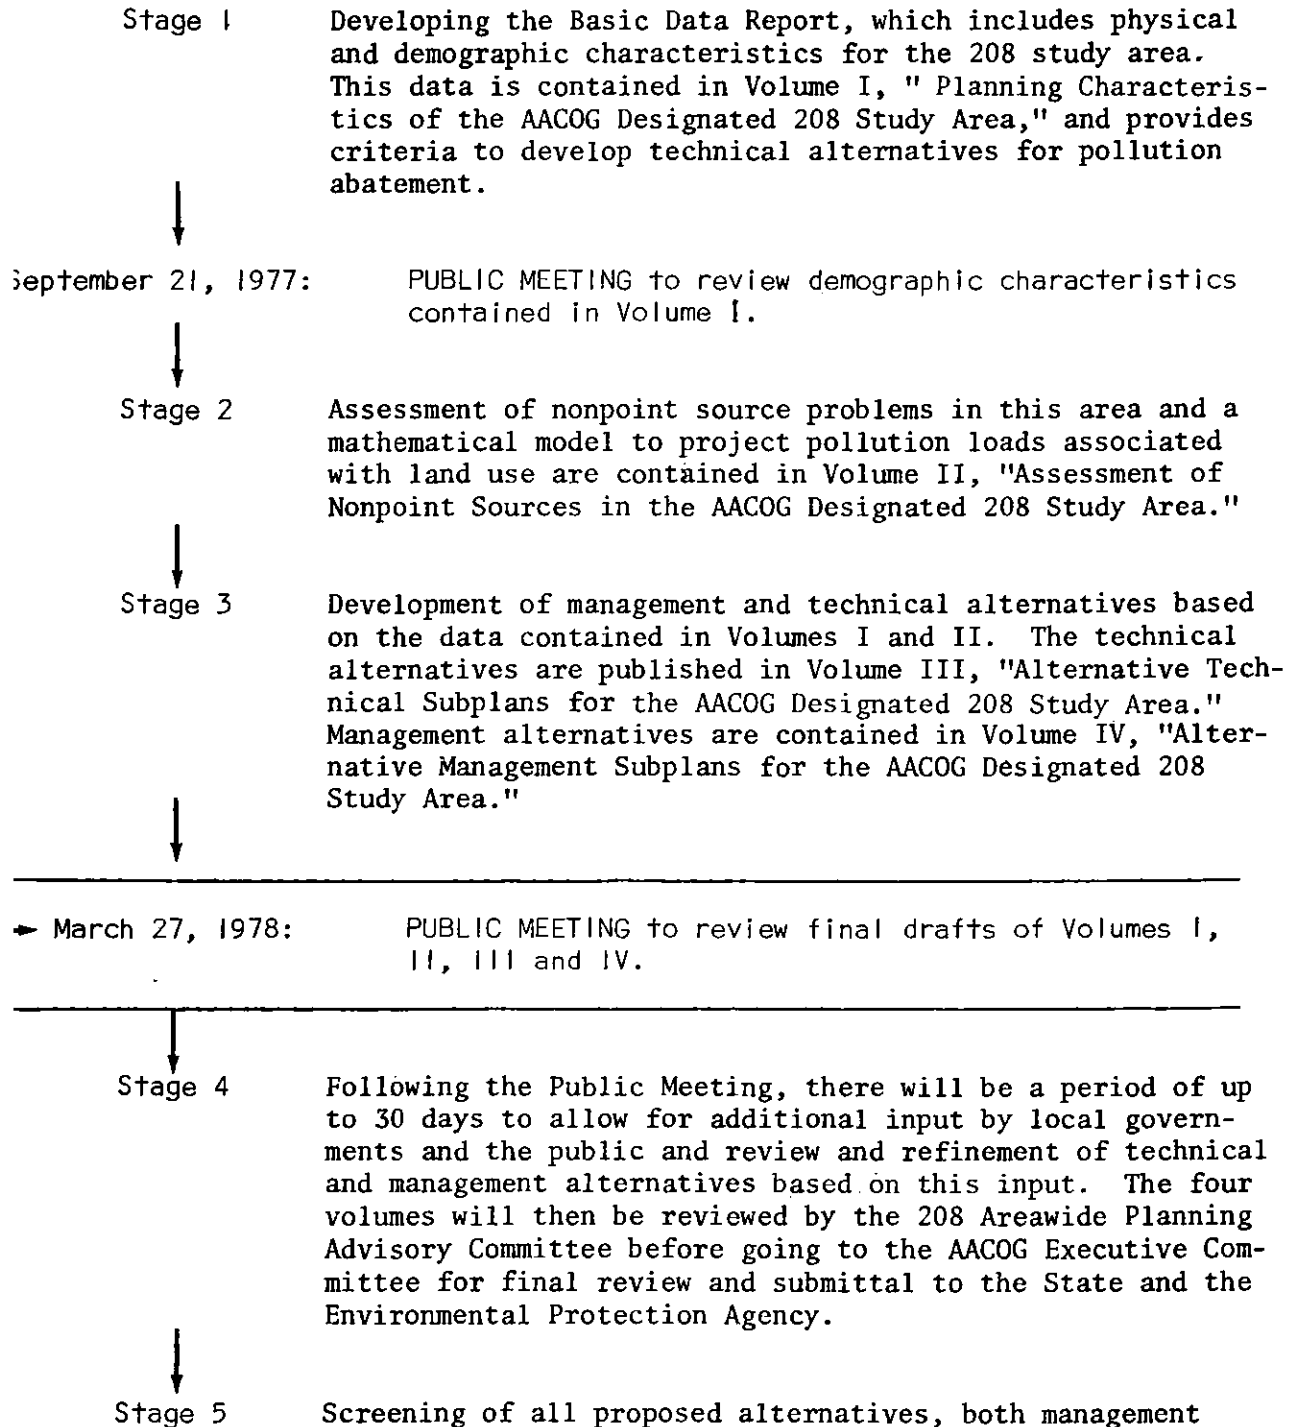 Stage 1 Developing the Basic Data Report, which includes physical
and demographic characteristics for the 208 study area.
This data is contained in Volume I, " Planning Characteris-
tics of the AACOG Designated 208 Study Area," and provides
criteria to develop technical alternatives for pollution
abatement.
September 21, 1977: PUBLIC MEETING to review demographic characteristics
contained in Volume I.
Stage 2 Assessment of nonpoint source problems in this area and a
mathematical model to project pollution loads associated
with land use are contained in Volume II, "Assessment of
Nonpoint Sources in the AACOG Designated 208 Study Area."
Stage 3 Development of management and technical alternatives based
on the data contained in Volumes I and II. The technical
alternatives are published in Volume III, "Alternative Tech-
nical Subplans for the AACOG Designated 208 Study Area."
Management alternatives are contained in Volume IV, "Alter-
native Management Subplans for the AACOG Designated 208
Study Area."
March 27, 1978: PUBLIC MEETING to review final drafts of Volumes I,
II, III and IV.
Stage 4 Following the Public Meeting, there will be a period of up
to 30 days to allow for additional input by local govern-
ments and the public and review and refinement of technical
and management alternatives based on this input. The four
volumes will then be reviewed by the 208 Areawide Planning
Advisory Committee before going to the AACOG Executive Com-
mittee for final review and submittal to the State and the
Environmental Protection Agency.
Stage 5 Screening of all proposed alternatives, both management